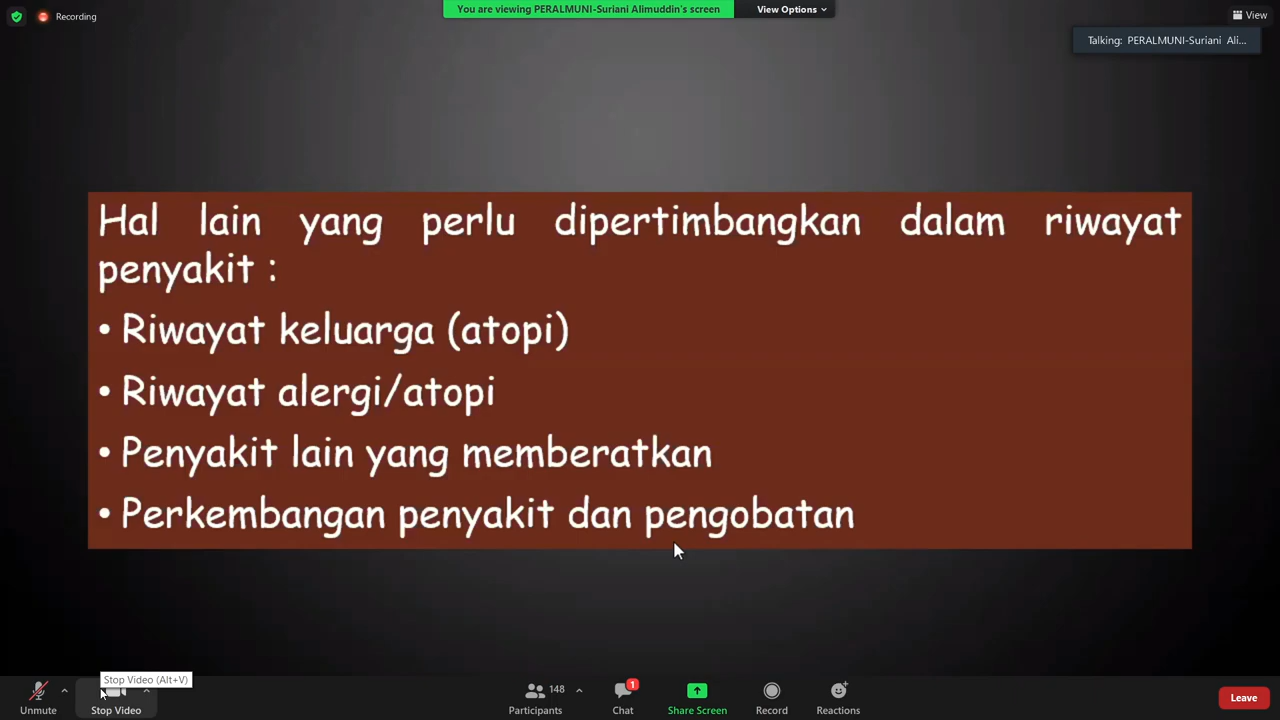 Recording
You are viewing PERALMUNI-Suriani Alimuddin's screen
View Options
View
Talking: PERALMUNI-Suriani Ali...
Hal lain yang perlu dipertimbangkan dalam riwayat
penyakit :
• Riwayat keluarga (atopi)
• Riwayat alergi/atopi
• Penyakit lain yang memberatkan
• Perkembangan penyakit dan pengobatan
Stop Video (Alt+V)
148
1
Unmute
Stop Video
Participants
Chat
Share Screen
Record
Reactions
Leave